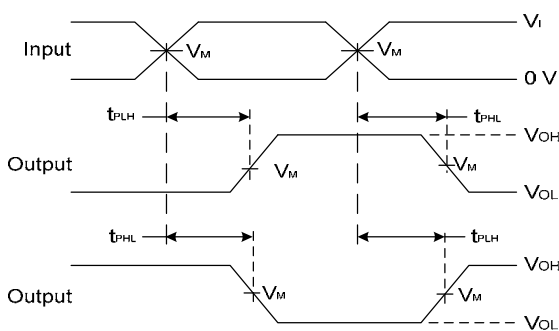 Input
VM
VM
VI
0 V
tPLH
tPHL
VOH
Output
VM
VM
VOL
tPHL
tPLH
VOH
Output
VM
VM
VOL